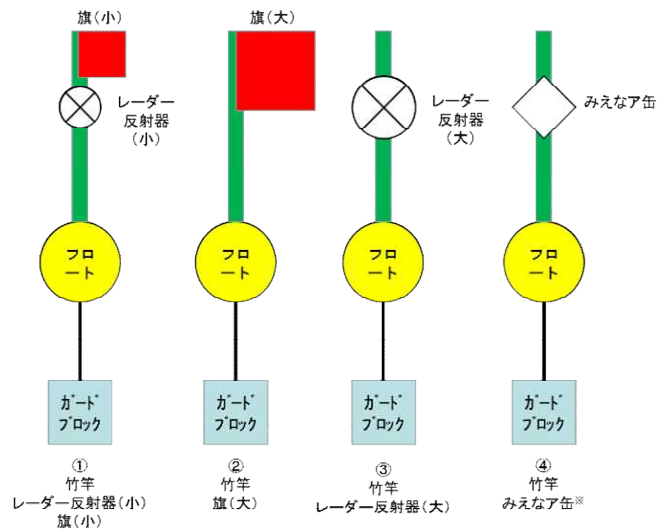 旗(小)
旗(大)
レーダー
反射器
(小)
レーダー
反射器
(大)
みえなア缶
フロ
ート
フロ
ート
フロ
ート
フロ
ート
ｶﾞｰﾄﾞ
ﾌﾞﾛｯｸ
ｶﾞｰﾄﾞ
ﾌﾞﾛｯｸ
ｶﾞｰﾄﾞ
ﾌﾞﾛｯｸ
ｶﾞｰﾄﾞ
ﾌﾞﾛｯｸ
①
竹竿
レーダー反射器(小)
旗(小)
②
竹竿
旗(大)
③
竹竿
レーダー反射器(大)
④
竹竿
みえなア缶※